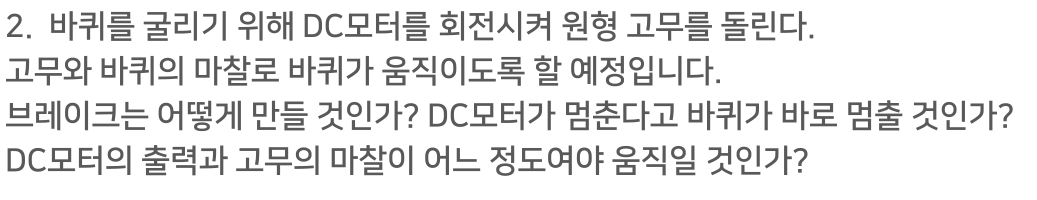 2. 바퀴를 굴리기 위해 DC모터를 회전시켜 원형 고무를 돌린다.
고무와 바퀴의 마찰로 바퀴가 움직이도록 할 예정입니다.
브레이크는 어떻게 만들 것인가? DC모터가 멈춘다고 바퀴가 바로 멈출 것인가?
DC모터의 출력과 고무의 마찰이 어느 정도여야 움직일 것인가?